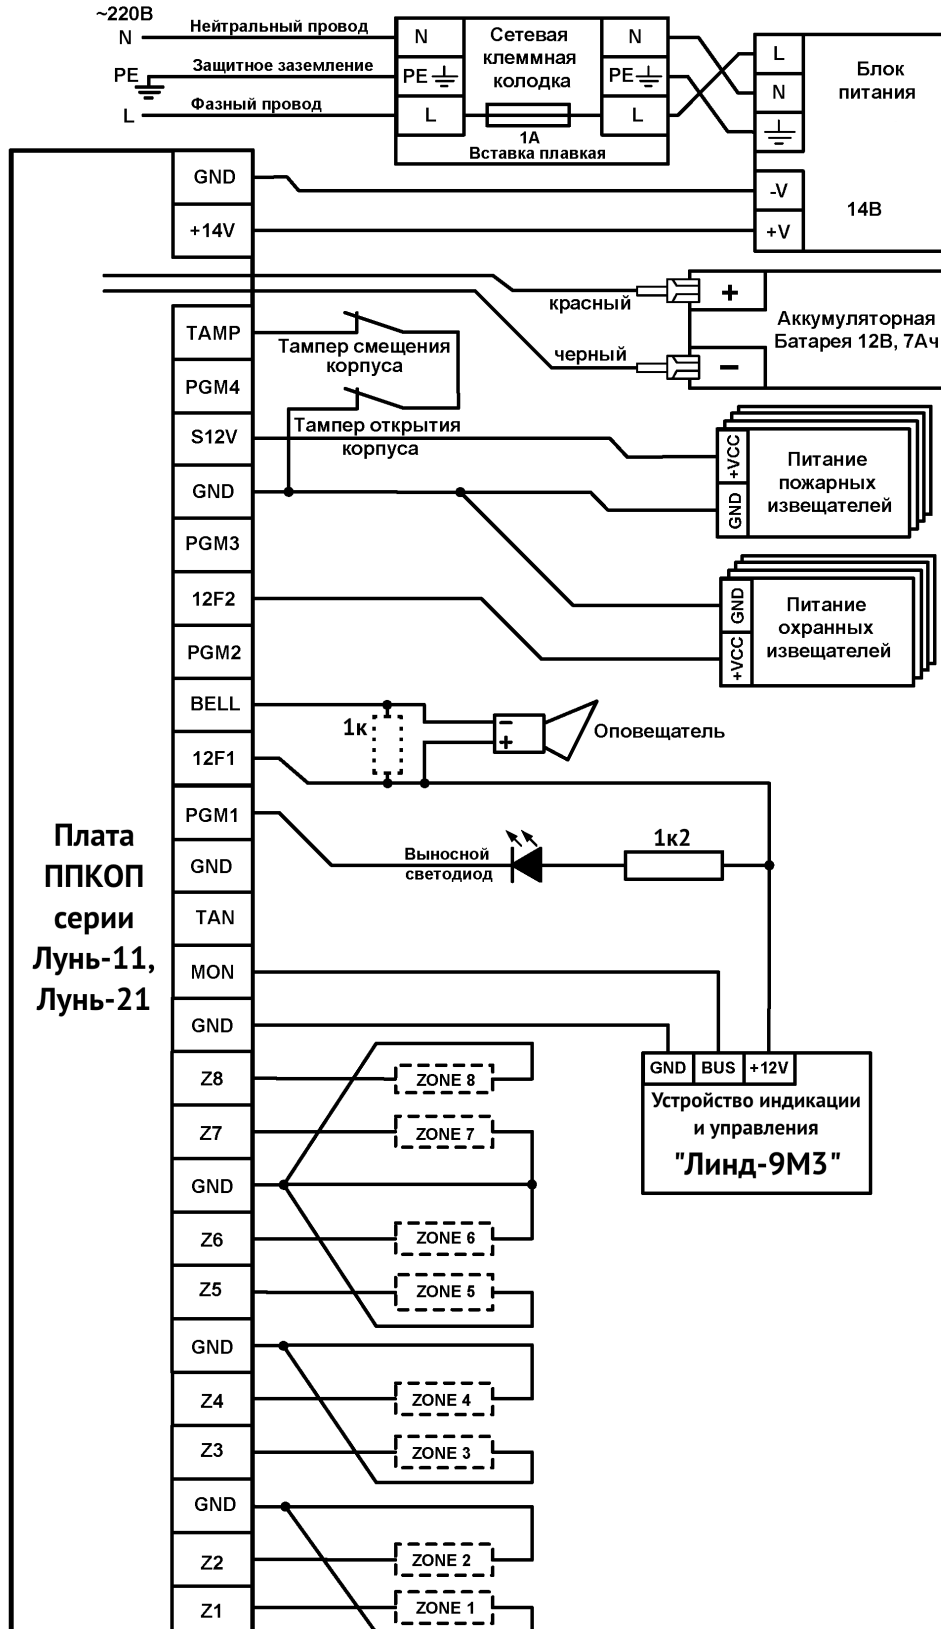 ~220В
N
Нейтральный провод
PE
Защитное заземление
L
Фазный провод
N
PE
L
Сетевая
клеммная
колодка
1А
Вставка плавкая
N
PE
L
L
N
Блок
питания
-V
+V
14В
GND
+14V
красный
черный
+
−
Аккумуляторная
Батарея 12В, 7Ач
TAMP
Тампер смещения
корпуса
PGM4
Тампер открытия
корпуса
S12V
GND
+VCC
GND
Питание
пожарных
извещателей
PGM3
12F2
PGM2
GND
+VCC
Питание
охранных
извещателей
BELL
1к
−
+
Оповещатель
12F1
PGM1
Выносной
светодиод
1к2
GND
TAN
MON
GND
Плата
ППКОП
серии
Лунь-11,
Лунь-21
GND
BUS
+12V
Устройство индикации
и управления
"Линд-9М3"
Z8
ZONE 8
Z7
ZONE 7
GND
Z6
ZONE 6
Z5
ZONE 5
GND
Z4
ZONE 4
Z3
ZONE 3
GND
Z2
ZONE 2
Z1
ZONE 1